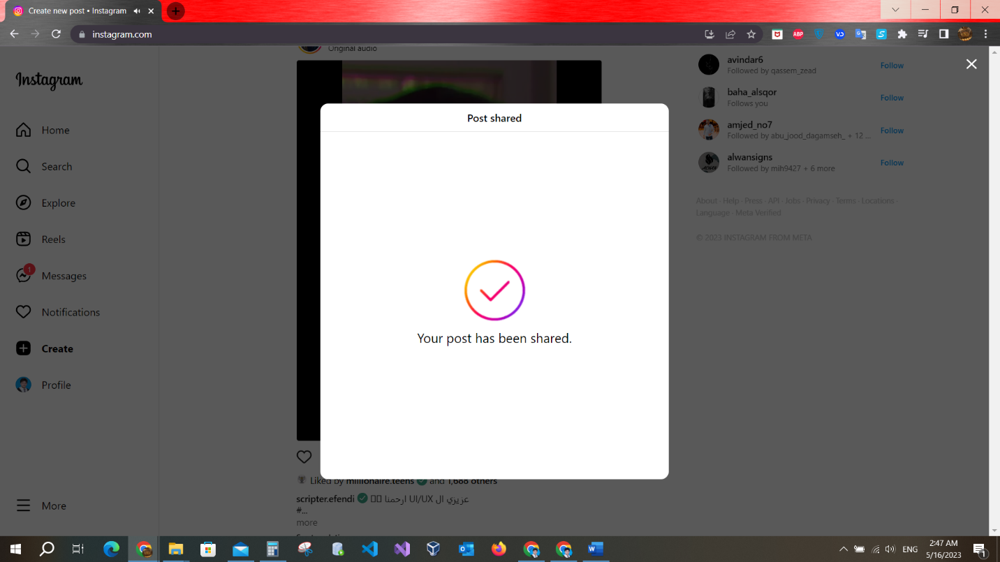 Create new post • Instagram
instagram.com
ABP
Instagram
Home
Search
Explore
Reels
1
Messages
Notifications
Create
Profile
More
Original audio
Post shared
Your post has been shared.
Liked by millionaire.teens and 1,668 others
scripter.efendi عزيزي ال UI/UX ارحمنا
#...
more
avindar6
Followed by qassem_zead
Follow
baha_alsqor
Follows you
Follow
amjed_no7
Followed by abu_jood_dagamseh_ + 12 ...
Follow
alwansigns
Followed by mih9427 + 6 more
Follow
About · Help · Press · API · Jobs · Privacy · Terms · Locations ·
Language · Meta Verified
© 2023 INSTAGRAM FROM META
ENG
2:47 AM
5/16/2023
1